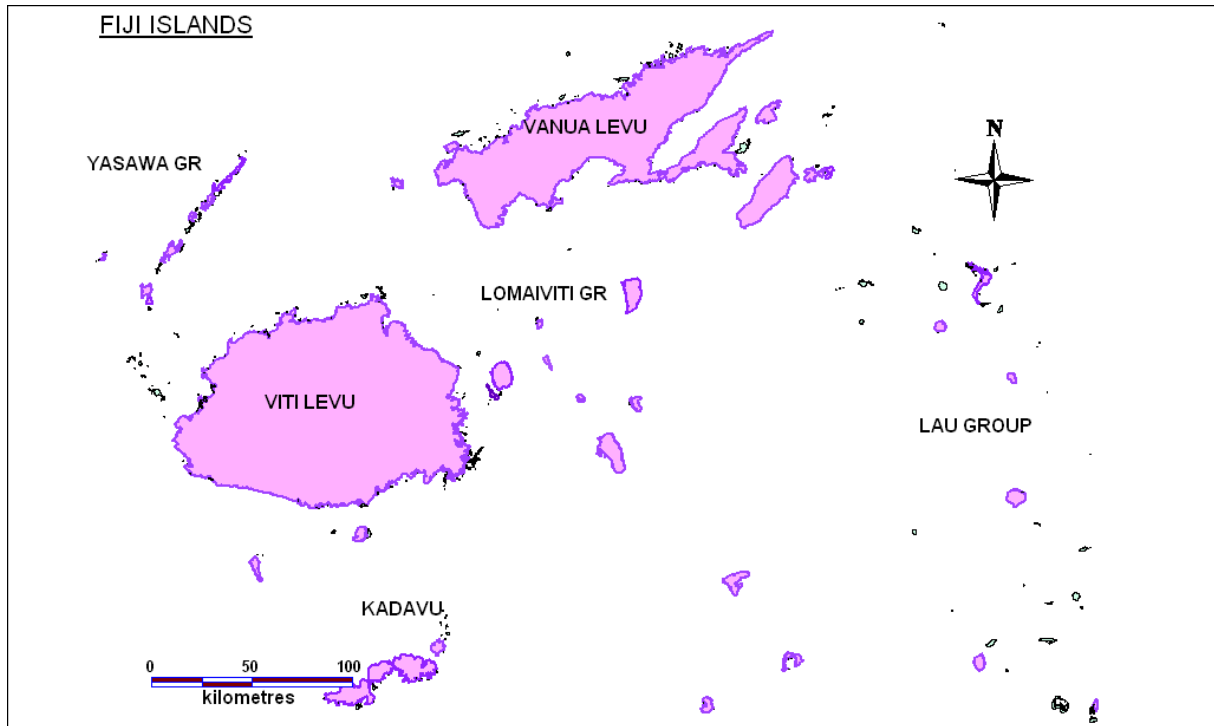 FIJI ISLANDS
VANUA LEVU
N
YASAWA GR
LOMAIVITI GR
VITI LEVU
LAU GROUP
KADAVU
0 50 100
kilometres